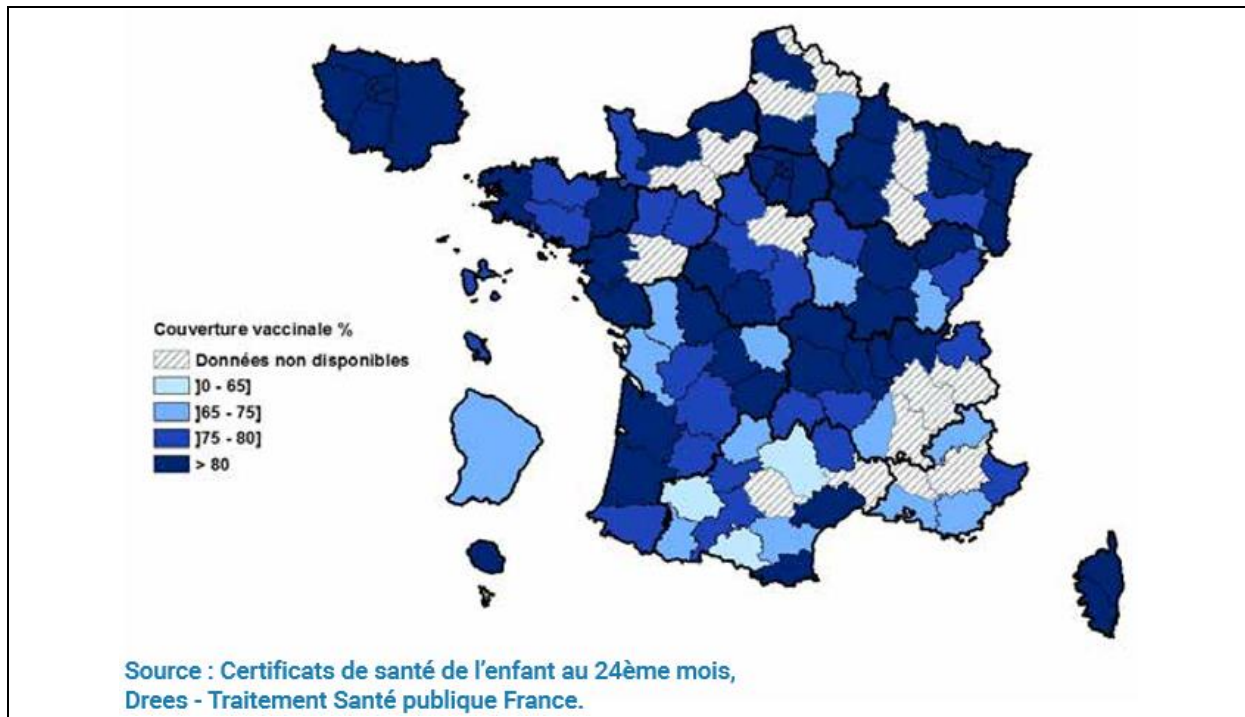 Couverture vaccinale %
Données non disponibles
]0 - 65]
]65 - 75]
]75 - 80]
> 80
Source : Certificats de santé de l'enfant au 24ème mois,
Drees - Traitement Santé publique France.